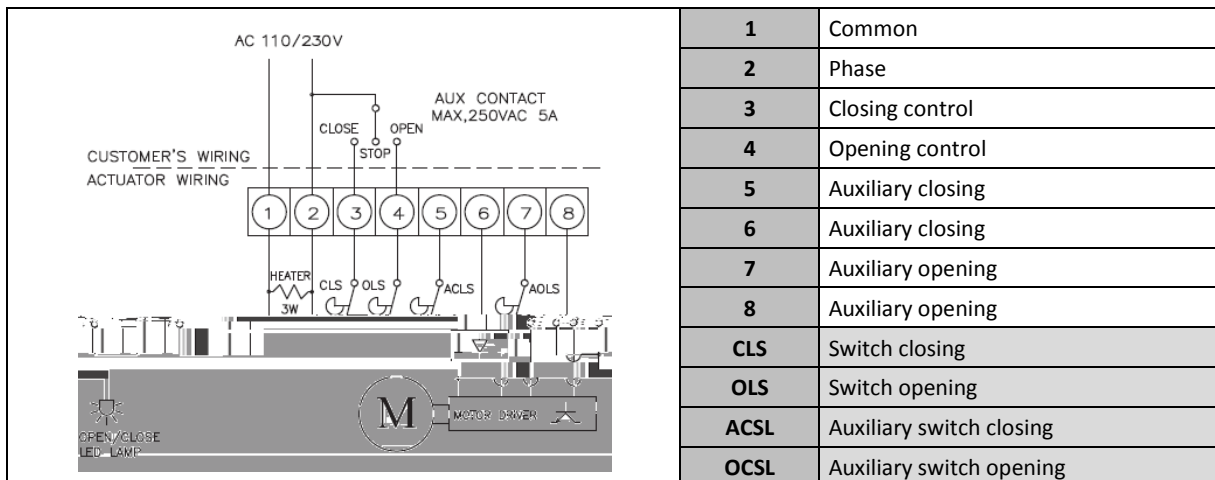 AC 110/230V
AUX CONTACT
MAX,250VAC 5A
CLOSE
OPEN
STOP
CUSTOMER'S WIRING
ACTUATOR WIRING
1 2 3 4 5 6 7 8
HEATER
3W
CLS OLS ACLS AOLS
M
MOTOR DRIVER
OPEN/CLOSE
LED LAMP
1 Common
2 Phase
3 Closing control
4 Opening control
5 Auxiliary closing
6 Auxiliary closing
7 Auxiliary opening
8 Auxiliary opening
CLS Switch closing
OLS Switch opening
ACSL Auxiliary switch closing
OCSL Auxiliary switch opening